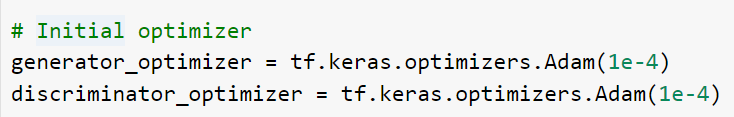 # Initial optimizer
generator_optimizer = tf.keras.optimizers.Adam(1e-4)
discriminator_optimizer = tf.keras.optimizers.Adam(1e-4)